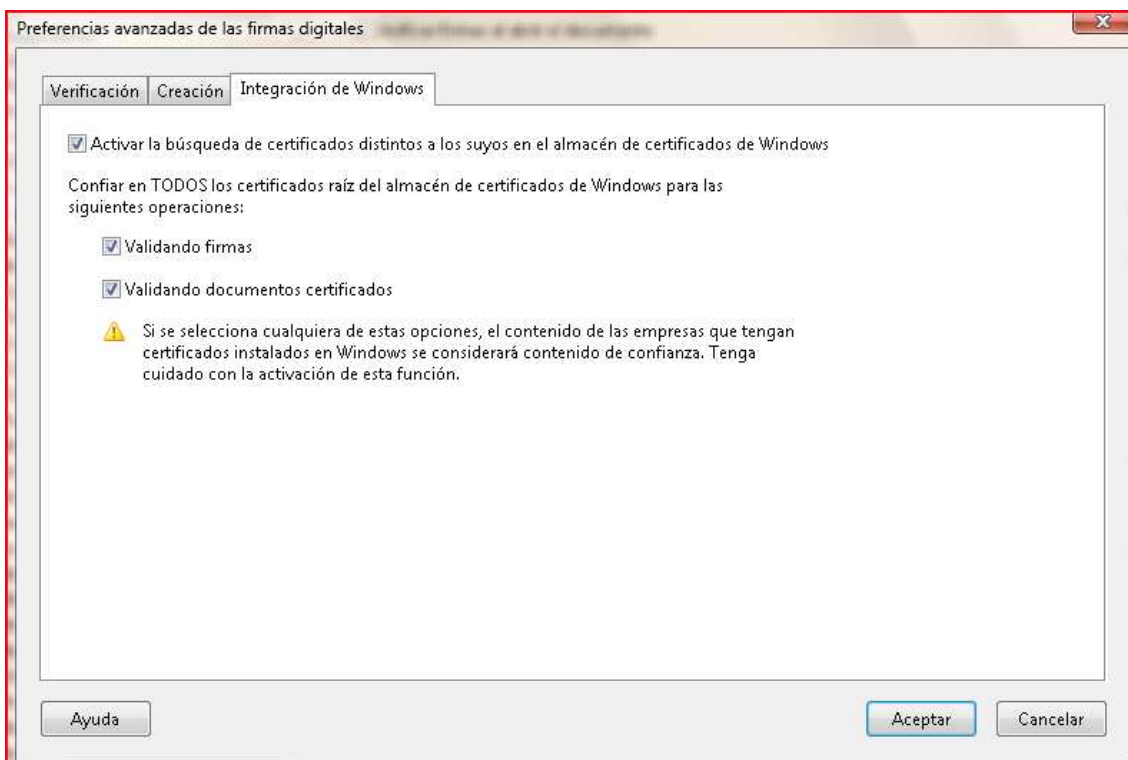 Preferencias avanzadas de las firmas digitales
Verificación Creación Integración de Windows
Activar la búsqueda de certificados distintos a los suyos en el almacén de certificados de Windows
Confiar en TODOS los certificados raíz del almacén de certificados de Windows para las
siguientes operaciones:
Validando firmas
Validando documentos certificados
Si se selecciona cualquiera de estas opciones, el contenido de las empresas que tengan
certificados instalados en Windows se considerará contenido de confianza. Tenga
cuidado con la activación de esta función.
Ayuda Aceptar Cancelar